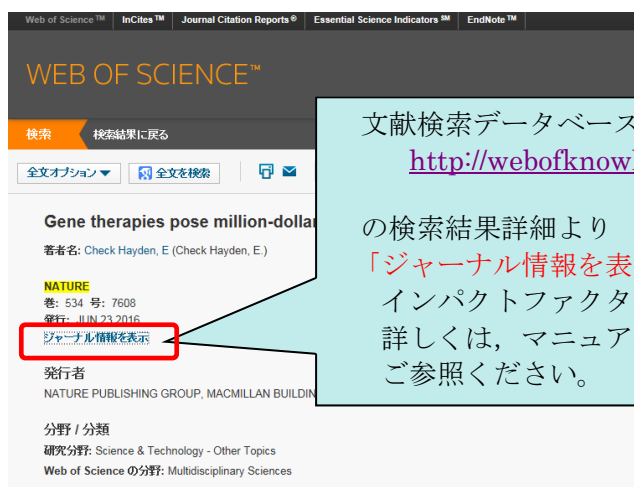 Web of Science™ InCites™ Journal Citation Reports® Essential Science Indicators℠ EndNote™
WEB OF SCIENCE™
検索 検索結果に戻る
全文オプション 全文を検索
Gene therapies pose million-dollar
著者名: Check Hayden, E (Check Hayden, E.)
NATURE
巻: 534 号: 7608
発行: JUN 23 2016
ジャーナル情報を表示
発行者
NATURE PUBLISHING GROUP, MACMILLAN BUILDIN
分野 / 分類
研究分野: Science & Technology - Other Topics
Web of Science の分野: Multidisciplinary Sciences
文献検索データベース
http://webofknowl
の検索結果詳細より
「ジャーナル情報を表
インパクトファクタ
詳しくは，マニュア
ご参照ください。